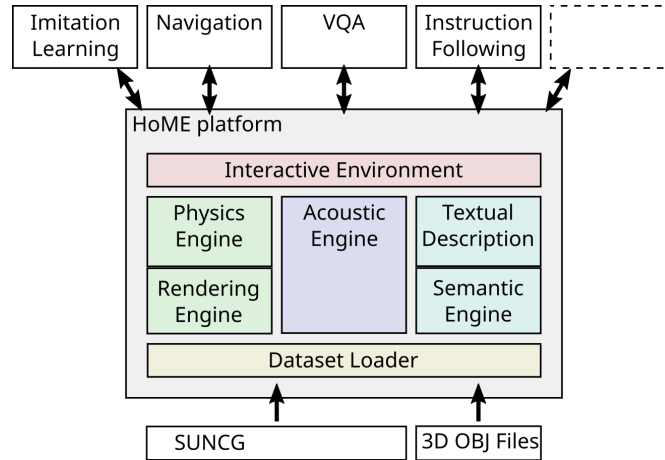 Imitation
Learning
Navigation
VQA
Instruction
Following
HoME platform
Interactive Environment
Physics
Engine
Acoustic
Engine
Textual
Description
Rendering
Engine
Semantic
Engine
Dataset Loader
SUNCG
3D OBJ Files